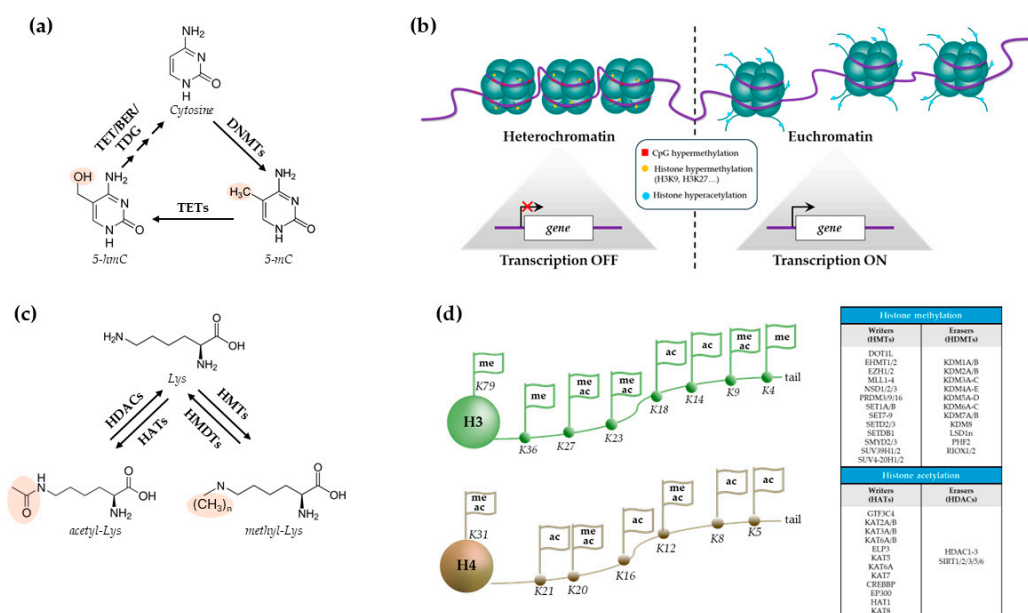 (a)
NH₂
N
N
H
O
Cytosine
TET/BER/
TDG
DNMTs
OH
NH₂
N
N
H
O
5-hmC
TETs
H₃C
NH₂
N
N
H
O
5-mC
(b)
Heterochromatin
Euchromatin
CpG hypermethylation
Histone hypermethylation
(H3K9, H3K27...)
Histone hyperacetylation
gene
Transcription OFF
gene
Transcription ON
(c)
H₂N
O
OH
NH₂
Lys
HDACs
HATs
HMTs
HMDTs
O
H
N
O
OH
NH₂
acetyl-Lys
N
(CH₃)n
O
OH
NH₂
methyl-Lys
(d)
me
K79
H3
me
K36
me
ac
K27
me
ac
K23
ac
K18
ac
K14
me
ac
K9
me
K4
tail
me
ac
K31
H4
ac
K21
me
ac
K20
ac
K16
me
ac
K12
ac
K8
ac
K5
tail
Histone methylation
Writers
(HMTs)
DOT1L
EHMT1/2
EZH1/2
MLL1-4
NSD1/2/3
PRDM3/9/16
SET1A/B
SET7-9
SETD2/3
SETDB1
SMYD2/3
SUV39H1/2
SUV4-20H1/2
Erasers
(HDMTs)
KDM1A/B
KDM2A/B
KDM3A-C
KDM4A-E
KDM5A-D
KDM6A-C
KDM7A/B
KDM8
LSD1n
PHF2
RIOX1/2
Histone acetylation
Writers
(HATs)
GTF3C4
KAT2A/B
KAT3A/B
KAT6A/B
ELP3
KAT5
KAT6A
KAT7
CREBBP
EP300
HAT1
KAT8
Erasers
(HDACs)
HDAC1-3
SIRT1/2/3/5/6